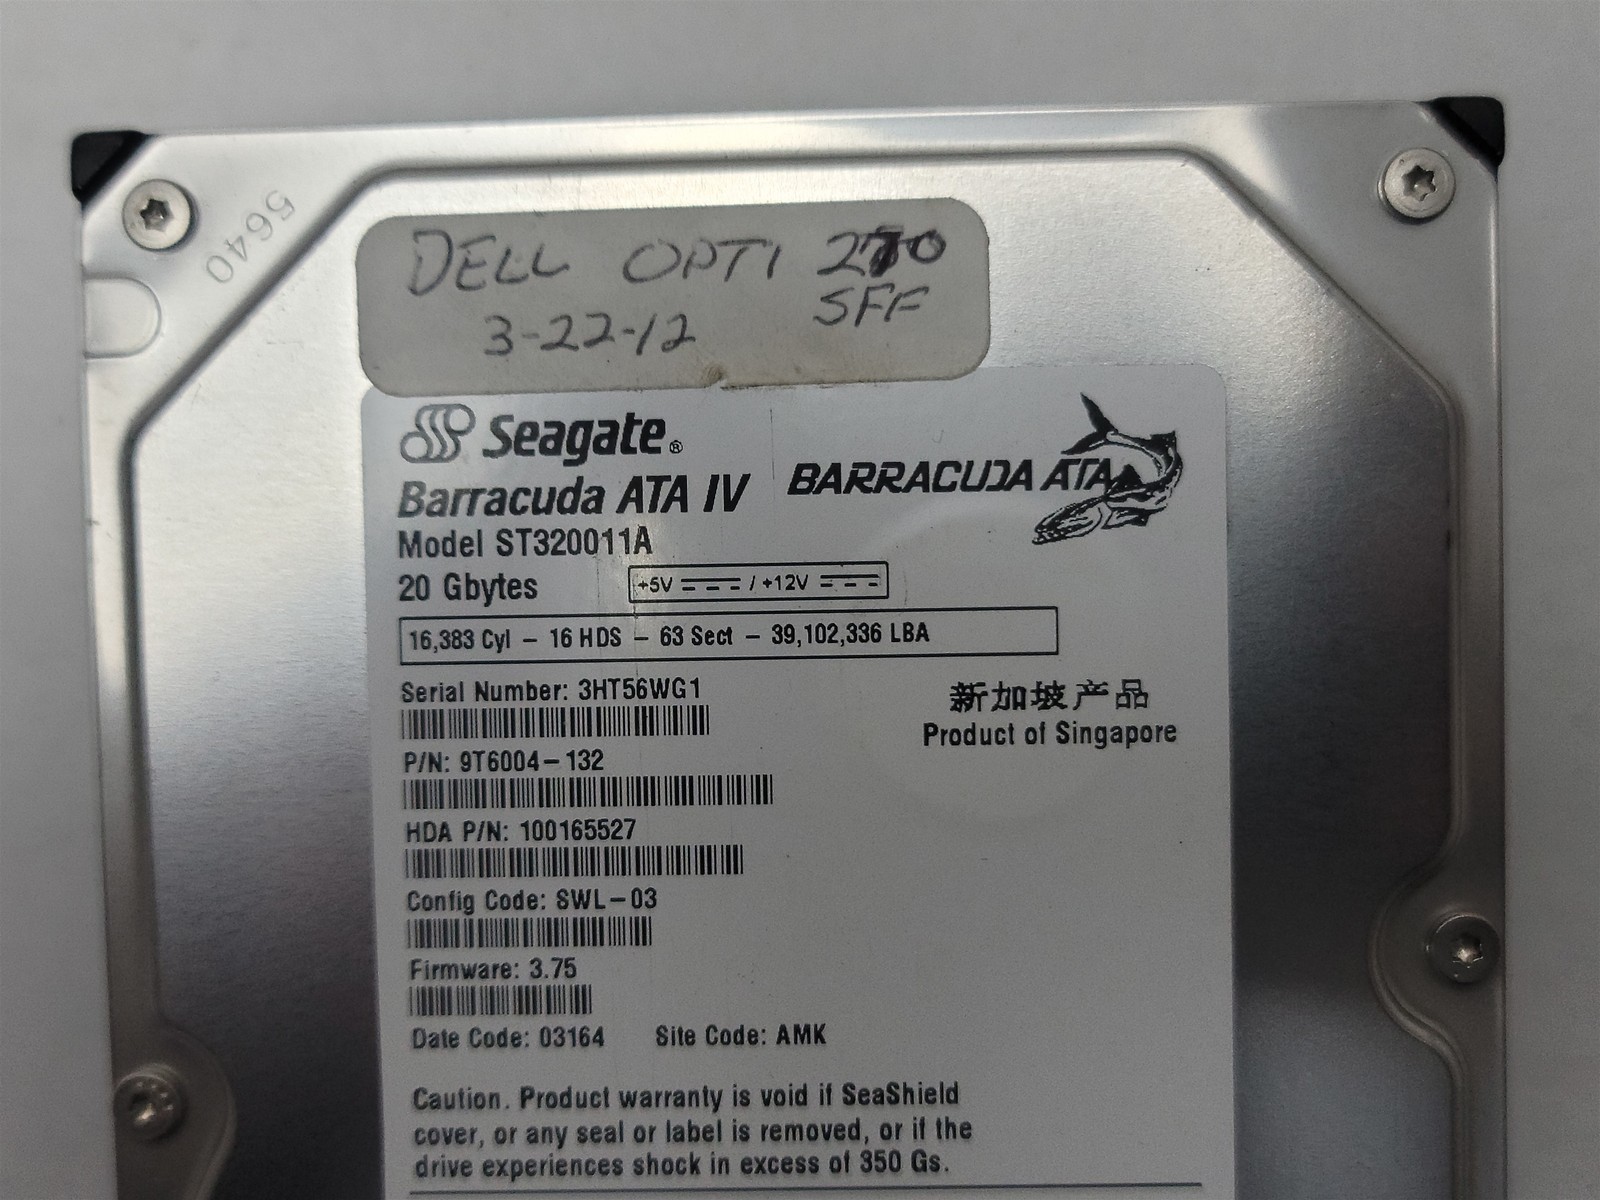 5640
DELL OPTI 270
3-22-12 SFF
Seagate®
Barracuda ATA IV
BARRACUDA ATA
Model ST320011A
20 Gbytes
+5V / +12V
16,383 Cyl – 16 HDS – 63 Sect – 39,102,336 LBA
Serial Number: 3HT56WG1
新加坡产品
Product of Singapore
P/N: 9T6004-132
HDA P/N: 100165527
Config Code: SWL-03
Firmware: 3.75
Date Code: 03164 Site Code: AMK
Caution. Product warranty is void if SeaShield
cover, or any seal or label is removed, or if the
drive experiences shock in excess of 350 Gs.